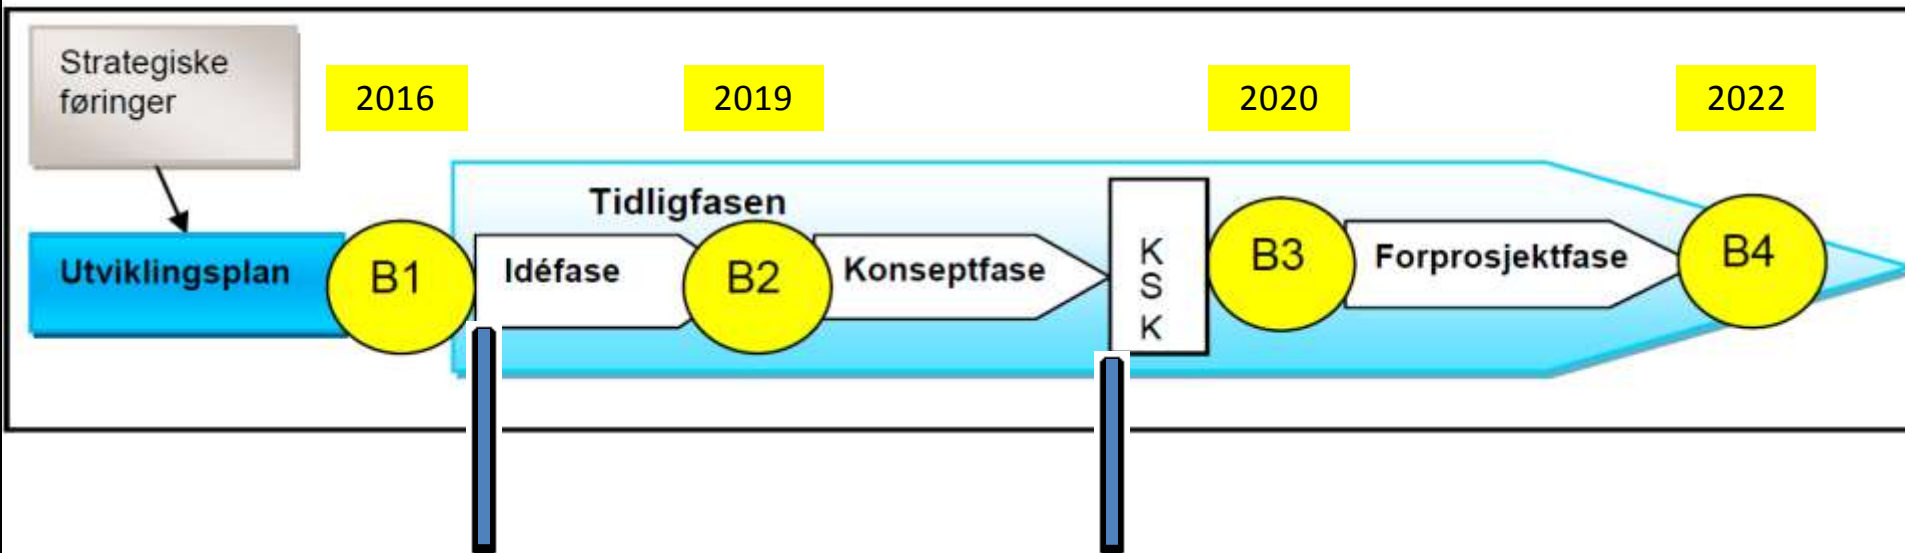 Strategiske
føringer
2016
2019
2020
2022
Tidligfasen
Utviklingsplan
B1
Idéfase
B2
Konseptfase
K
S
K
B3
Forprosjektfase
B4